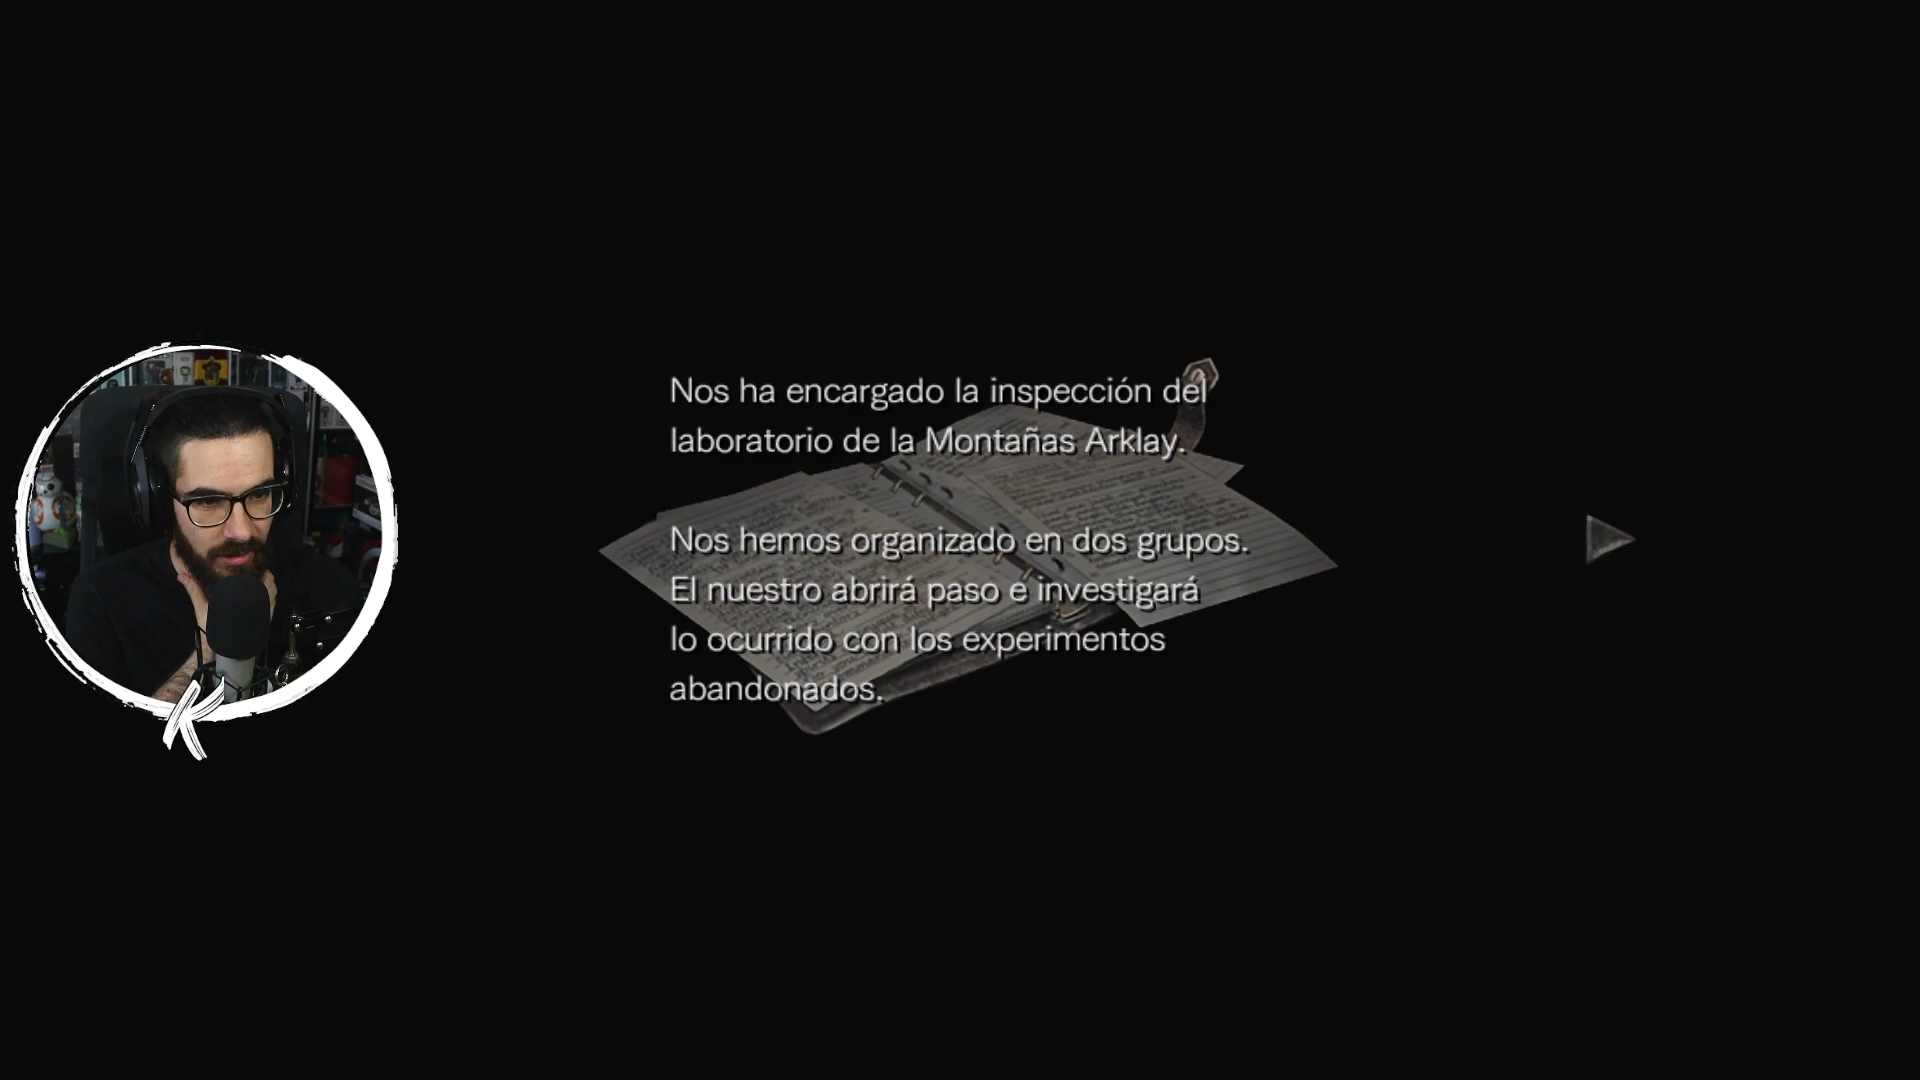 Nos ha encargado la inspección del
laboratorio de la Montañas Arklay.
Nos hemos organizado en dos grupos.
El nuestro abrirá paso e investigará
lo ocurrido con los experimentos
abandonados.
K